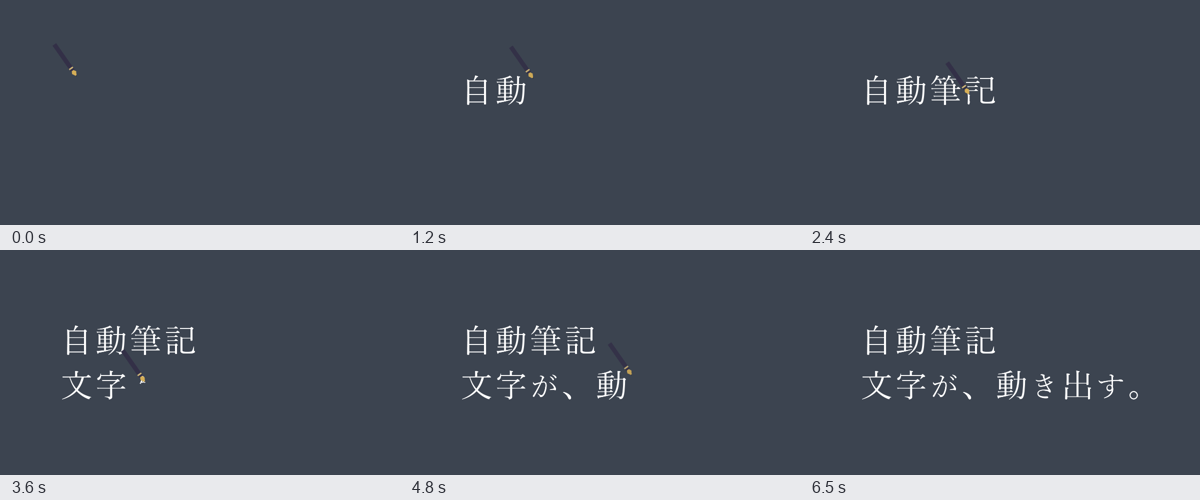 自動
自動筆記
0.0 s
1.2 s
2.4 s
自動筆記
文字
自動筆記
文字が、動
自動筆記
文字が、動き出す。
3.6 s
4.8 s
6.5 s